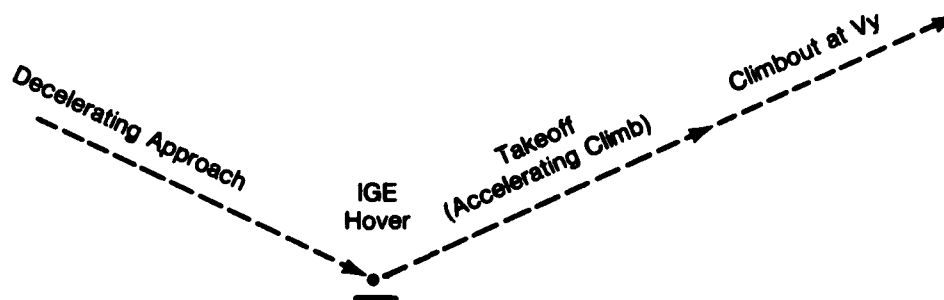 Decelerating Approach
IGE
Hover
Takeoff
(Accelerating Climb)
Climbout at Vy